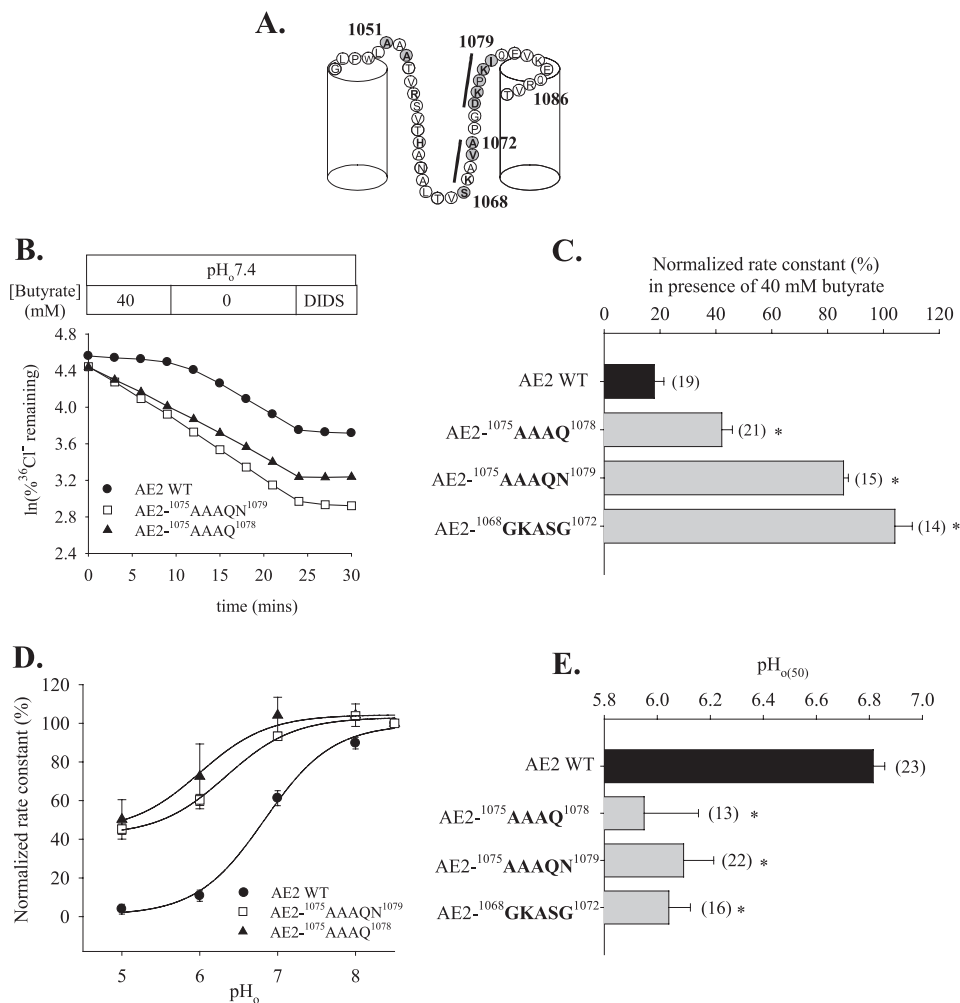 A.
1051
1079
1086
1072
1068
G L P W L A A A T V R S V T H A N A L T V S K A V A P G D K P K I Q E V K E Q R V T
B.
pHo7.4
[Butyrate] (mM)
40
0
DIDS
ln(%36Cl- remaining)
4.4
4.0
3.6
3.2
2.8
2.4
AE2 WT
AE2-1075AAAQN1079
AE2-1075AAAQ1078
0 5 10 15 20 25 30
time (mins)
C.
Normalized rate constant (%)
in presence of 40 mM butyrate
0 20 40 60 80 100 120
AE2 WT
(19)
AE2-1075AAAQ1078
(21) *
AE2-1075AAAQN1079
(15) *
AE2-1068GKASG1072
(14) *
D.
Normalized rate constant (%)
120
100
80
60
40
20
0
AE2 WT
AE2-1075AAAQN1079
AE2-1075AAAQ1078
5 6 7 8
pHo
E.
pHo(50)
5.8 6.0 6.2 6.4 6.6 6.8 7.0
AE2 WT
(23)
AE2-1075AAAQ1078
(13) *
AE2-1075AAAQN1079
(22) *
AE2-1068GKASG1072
(16) *